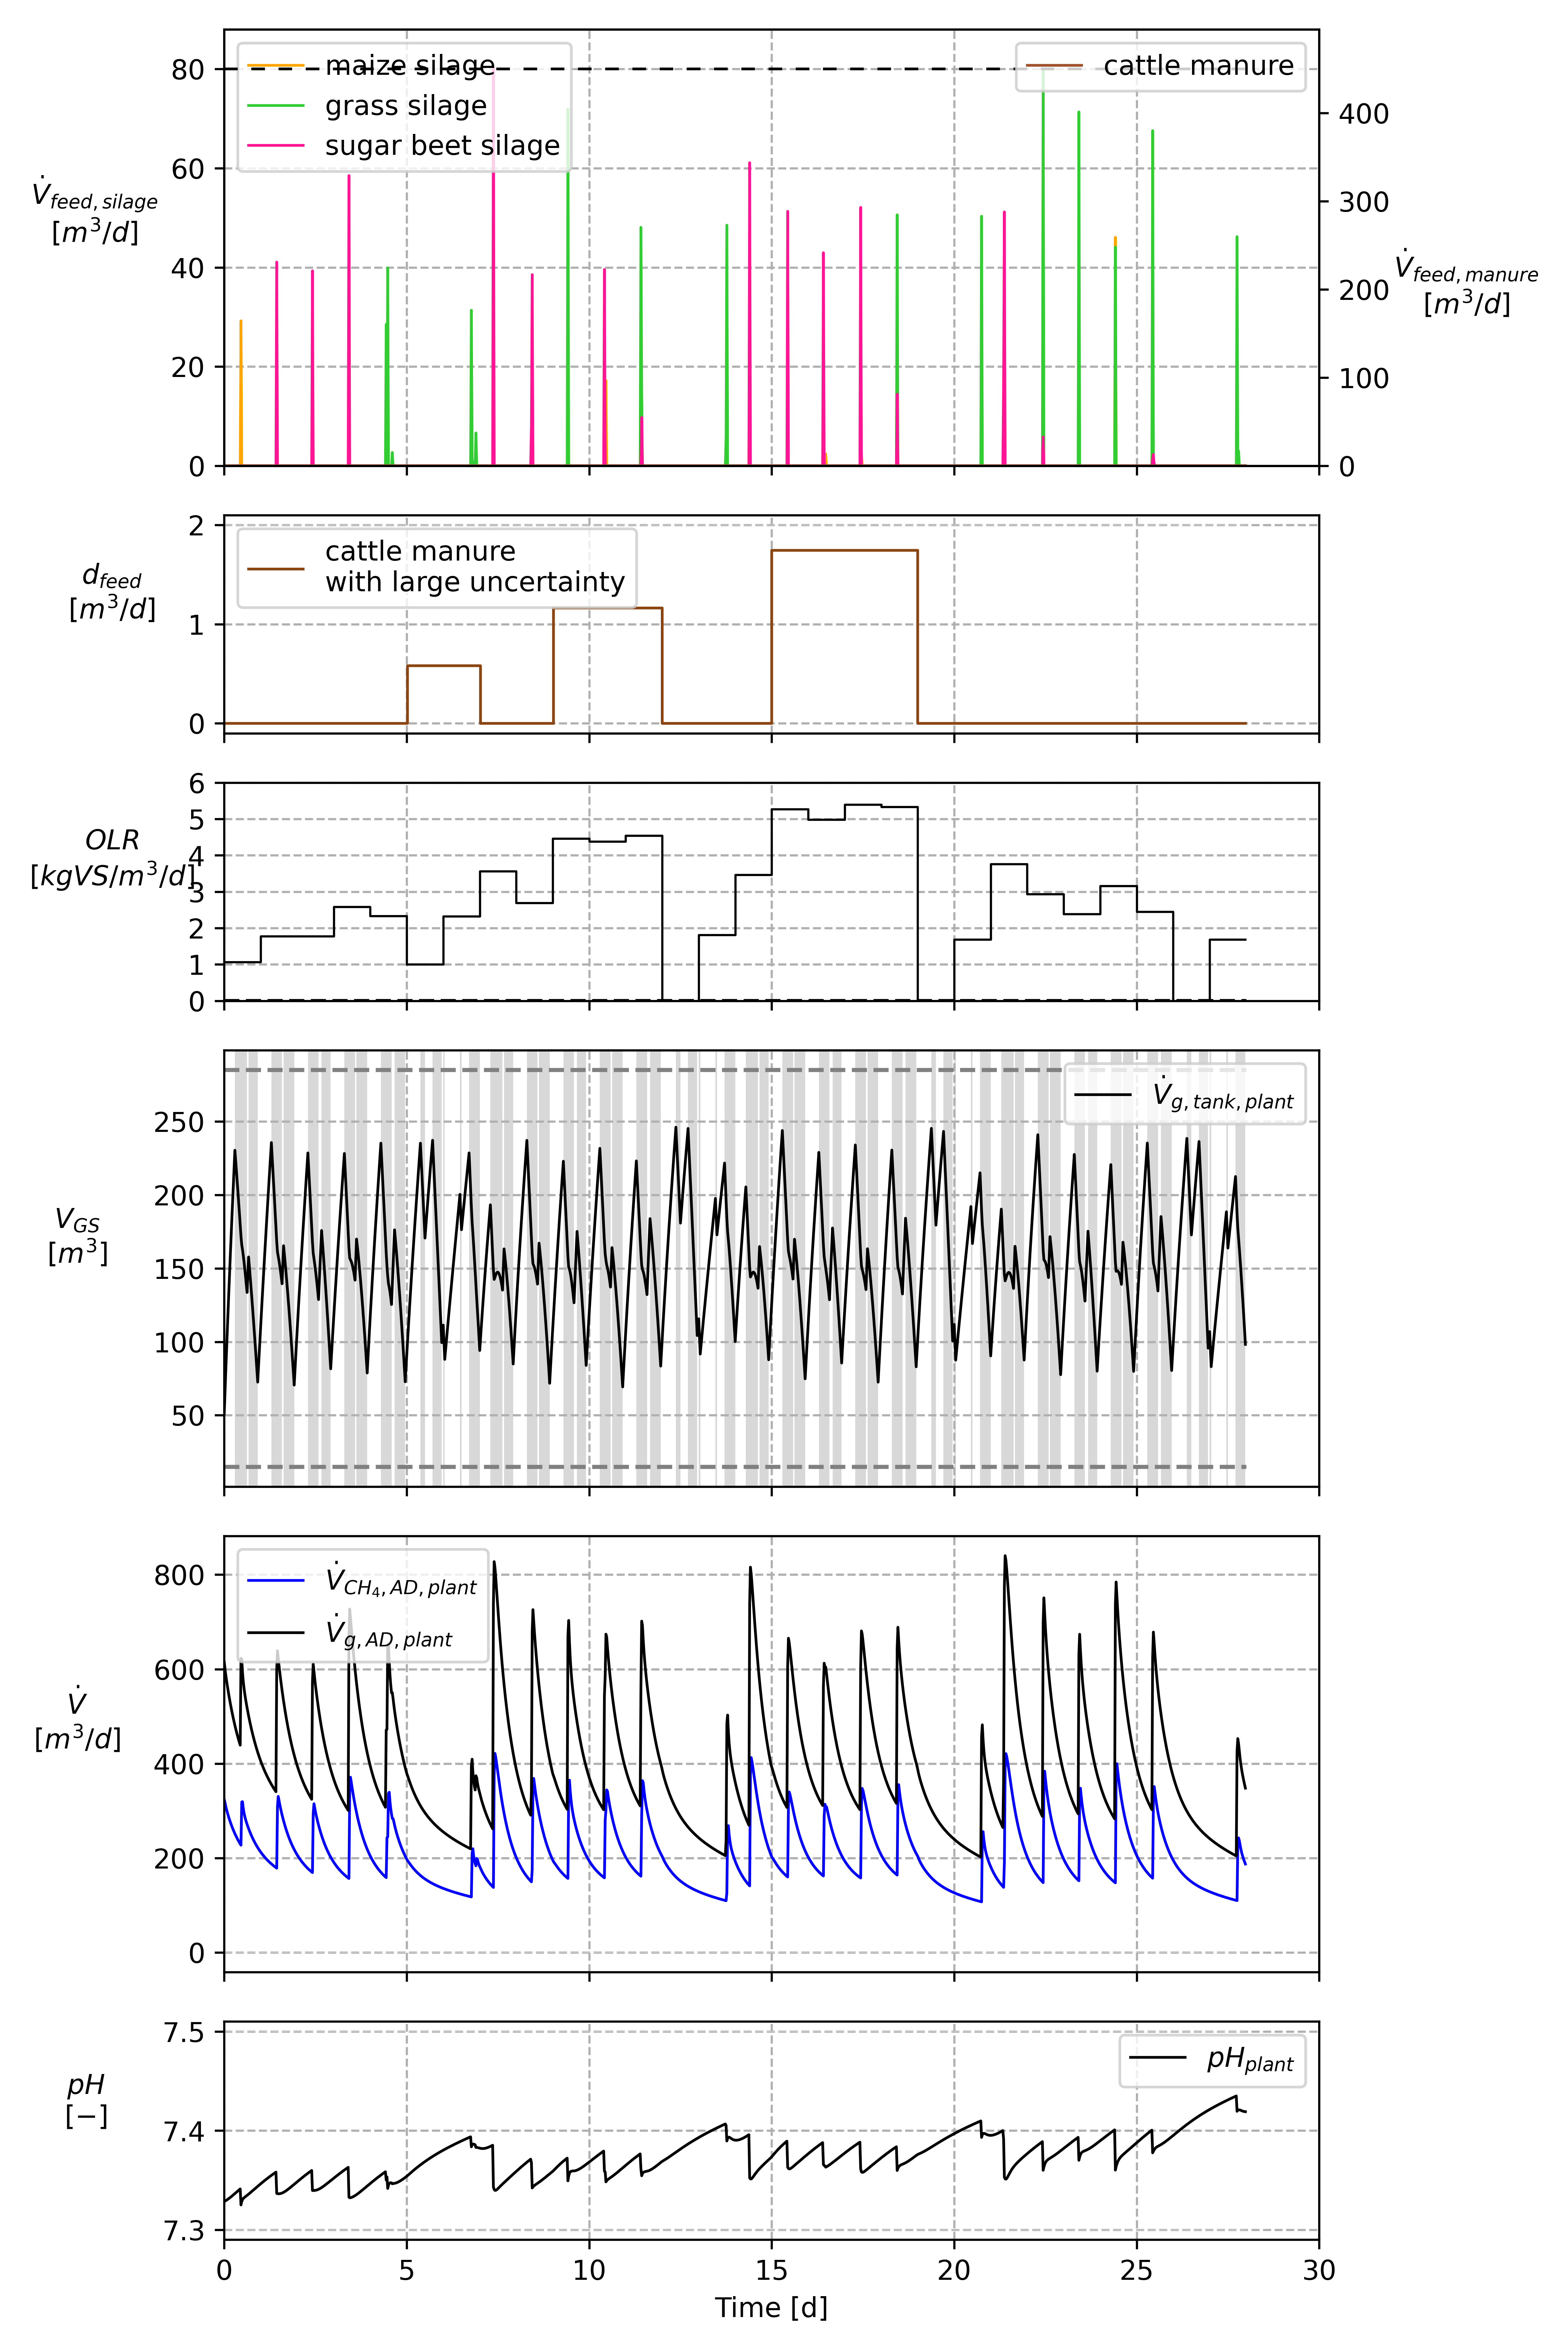 maize silage
grass silage
sugar beet silage
cattle manure
80
60
40
20
0
400
300
200
100
0
V̇feed, silage
[m³/d]
V̇feed, manure
[m³/d]
cattle manure
with large uncertainty
2
1
0
dfeed
[m³/d]
6
5
4
3
2
1
0
OLR
[kgVS/m³/d]
V̇g, tank, plant
250
200
150
100
50
VGS
[m³]
V̇CH₄, AD, plant
V̇g, AD, plant
800
600
400
200
0
V̇
[m³/d]
pHplant
7.5
7.4
7.3
pH
[−]
0 5 10 15 20 25 30
Time [d]